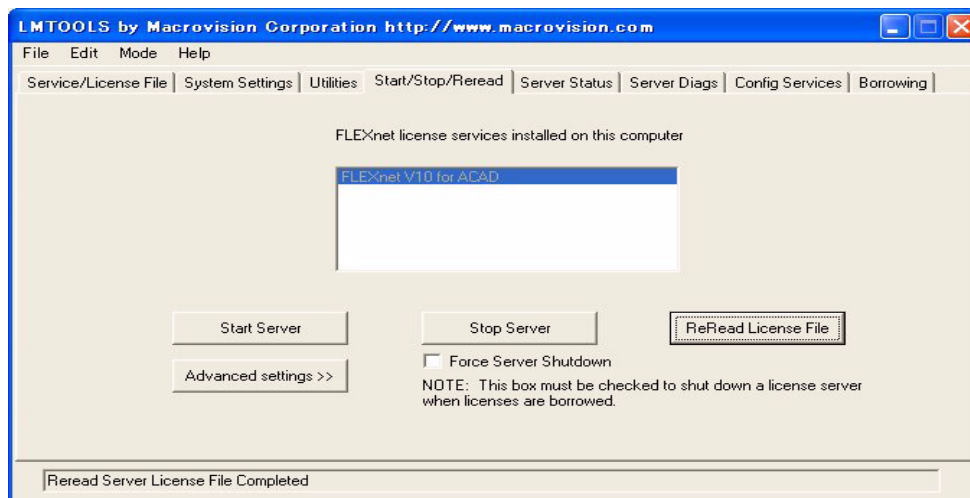 LMTOOLS by Macrovision Corporation http://www.macrovision.com
File Edit Mode Help
Service/License File System Settings Utilities Start/Stop/Reread Server Status Server Diags Config Services Borrowing
FLEXnet license services installed on this computer
FLEXnet V10 for ACAD
Start Server Stop Server ReRead License File
Force Server Shutdown
Advanced settings >>
NOTE: This box must be checked to shut down a license server
when licenses are borrowed.
Reread Server License File Completed